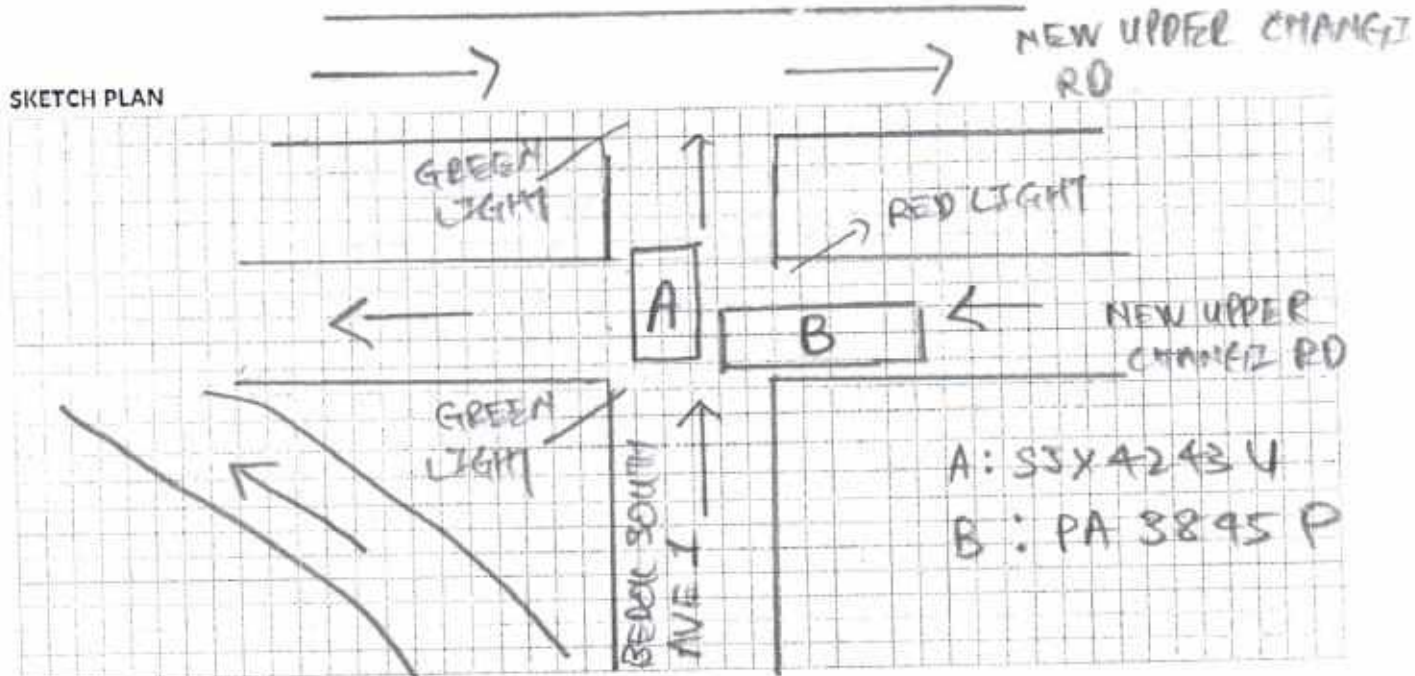 NEW UPPER CHANGI
RD
SKETCH PLAN
GREEN
LIGHT
RED LIGHT
A
B
NEW UPPER
CHANGI RD
GREEN
LIGHT
BEDOK SOUTH
AVE 1
A: SJY 4243 U
B: PA 3845 P